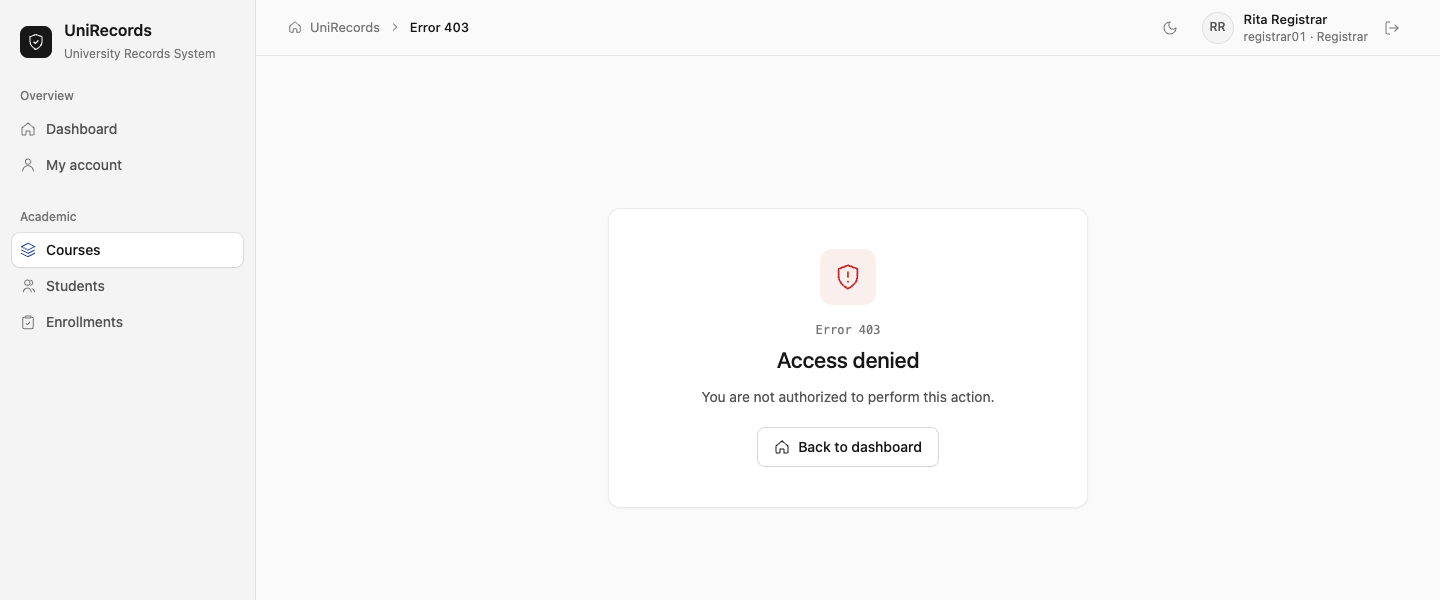 UniRecords
University Records System
Overview
Dashboard
My account
Academic
Courses
Students
Enrollments
UniRecords > Error 403
RR
Rita Registrar
registrar01 · Registrar
Error 403
Access denied
You are not authorized to perform this action.
Back to dashboard